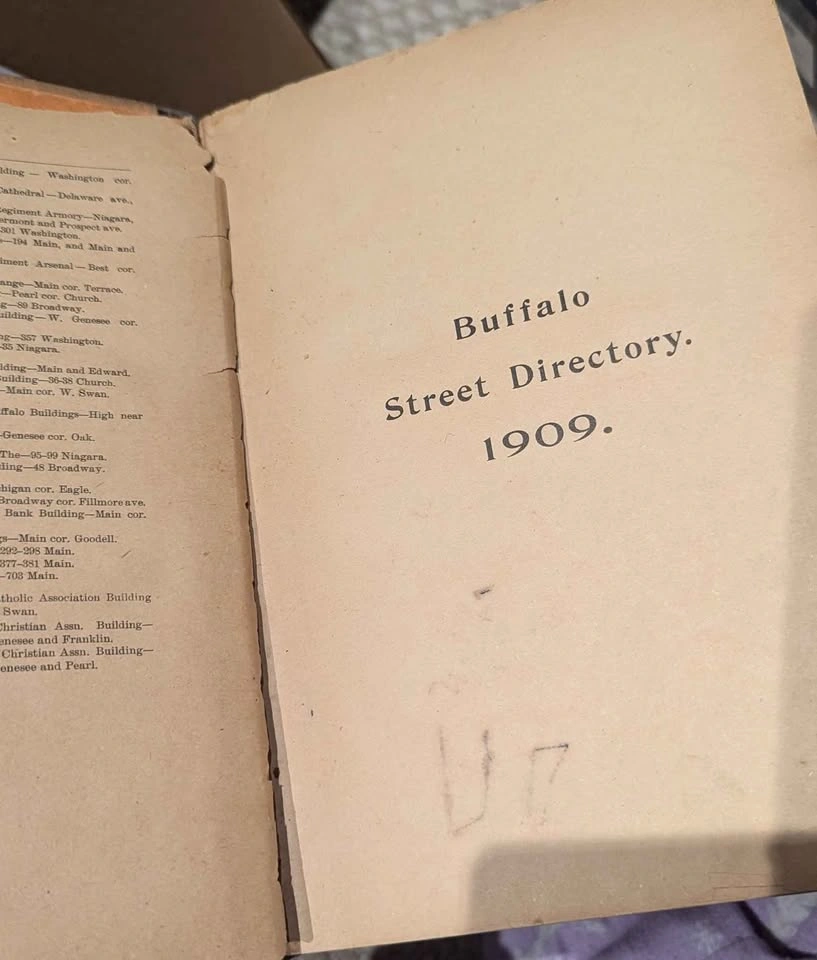 lding — Washington cor.
Cathedral—Delaware ave.,
Regiment Armory—Niagara,
ermont and Prospect ave.
301 Washington.
—194 Main, and Main and
iment Arsenal—Best cor.
ange—Main cor. Terrace.
—Pearl cor. Church.
g—89 Broadway.
uilding—W. Genesee cor.
ng—357 Washington.
35 Niagara.
lding—Main and Edward.
Building—36-38 Church.
—Main cor. W. Swan.
ffalo Buildings—High near
-Genesee cor. Oak.
The—95-99 Niagara.
ding—48 Broadway.
higan cor. Eagle.
Broadway cor. Fillmore ave.
Bank Building—Main cor.
gs—Main cor. Goodell.
292-298 Main.
377-381 Main.
—703 Main.
tholic Association Building
Swan.
Christian Assn. Building—
enesee and Franklin.
Christian Assn. Building—
enesee and Pearl.
Buffalo
Street Directory.
1909.